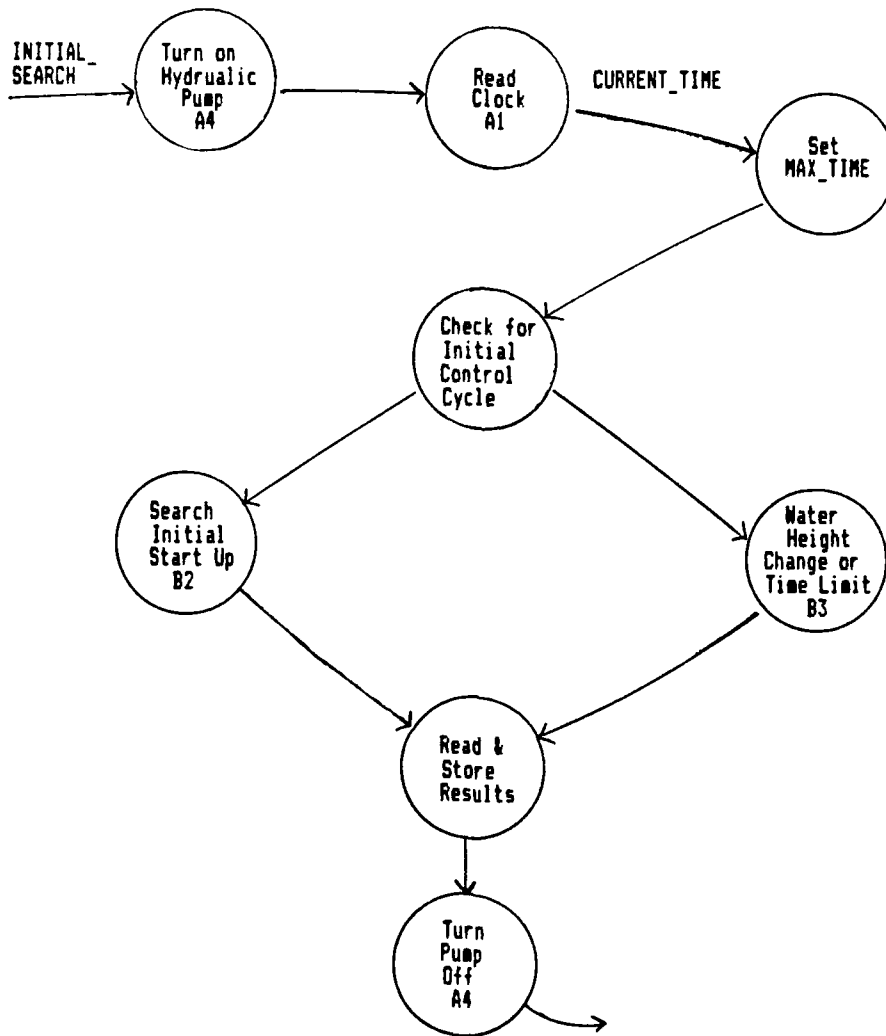 INITIAL_
SEARCH
Turn on
Hydrualic
Pump
A4
Read
Clock
A1
CURRENT_TIME
Set
MAX_TIME
Check for
Initial
Control
Cycle
Search
Initial
Start Up
B2
Water
Height
Change or
Time Limit
B3
Read &
Store
Results
Turn
Pump
Off
A4